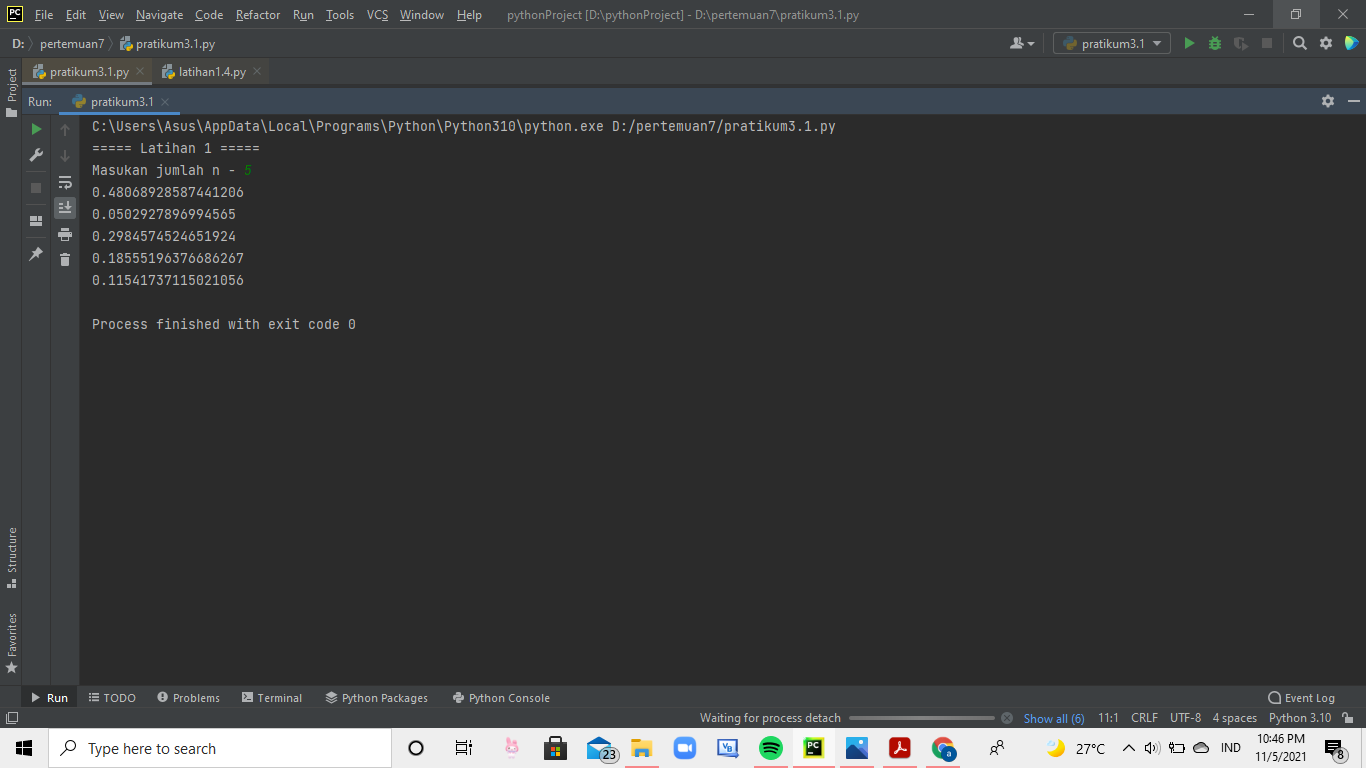 PC File Edit View Navigate Code Refactor Run Tools VCS Window Help pythonProject [D:\pythonProject] - D:\pertemuan7\pratikum3.1.py
D: pertemuan7 pratikum3.1.py pratikum3.1
Project
pratikum3.1.py latihan1.4.py
Run: pratikum3.1
C:\Users\Asus\AppData\Local\Programs\Python\Python310\python.exe D:/pertemuan7/pratikum3.1.py
===== Latihan 1 =====
Masukan jumlah n - 5
0.48068928587441206
0.0502927896994565
0.2984574524651924
0.18555196376686267
0.11541737115021056
Process finished with exit code 0
Structure
Favorites
Run TODO Problems Terminal Python Packages Python Console Event Log
Waiting for process detach Show all (6) 11:1 CRLF UTF-8 4 spaces Python 3.10
Type here to search 23 VB PC a 27°C IND 10:46 PM
11/5/2021 8